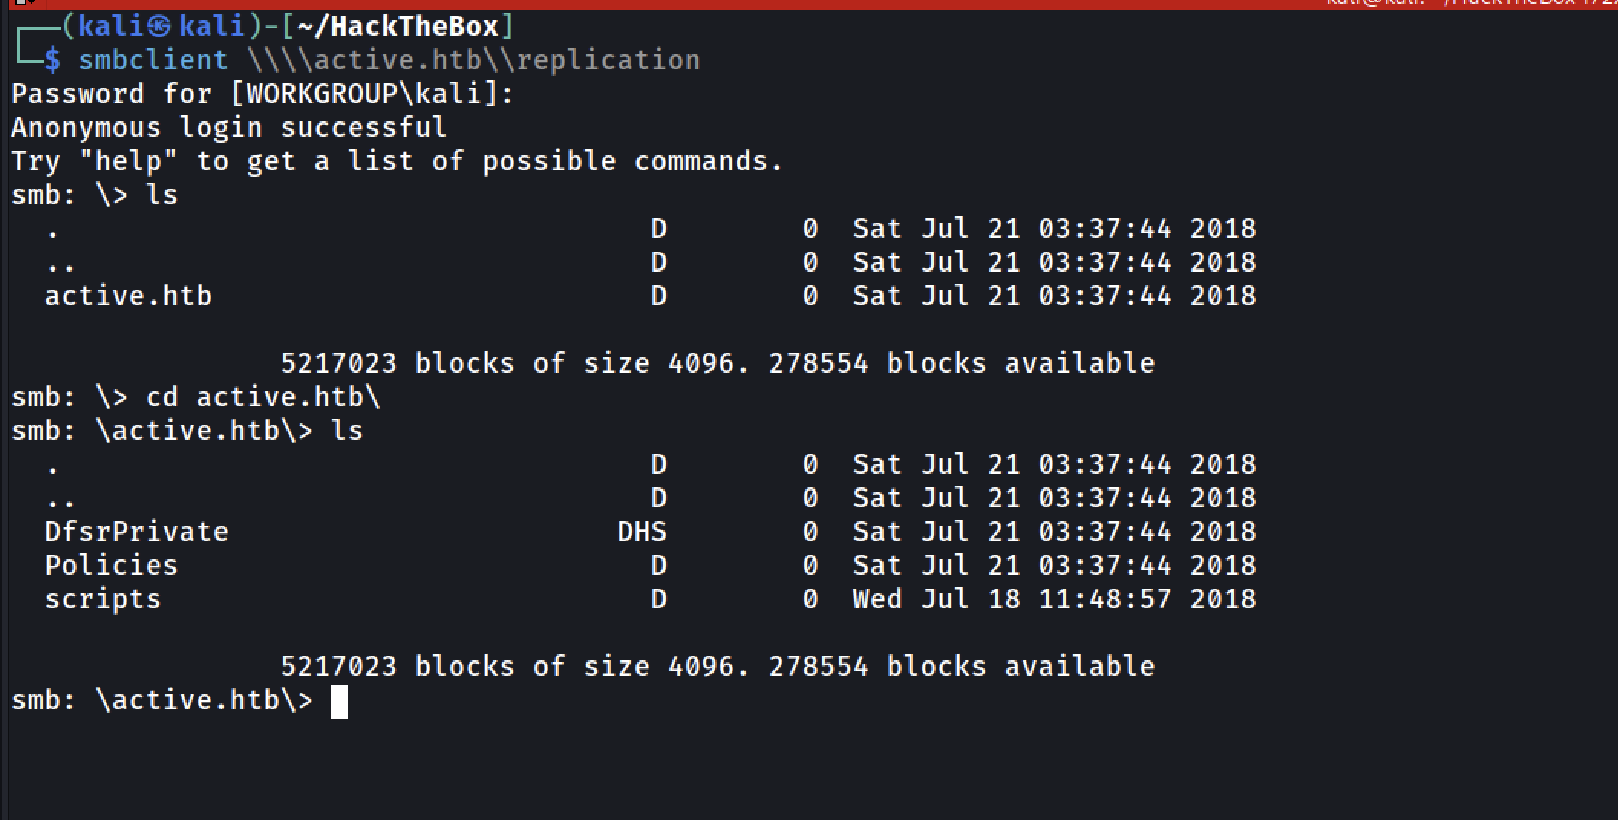 (kali㉿kali)-[~/HackTheBox]
$ smbclient \\\\active.htb\\replication
Password for [WORKGROUP\kali]:
Anonymous login successful
Try "help" to get a list of possible commands.
smb: \> ls
  .                                   D        0  Sat Jul 21 03:37:44 2018
  ..                                  D        0  Sat Jul 21 03:37:44 2018
  active.htb                          D        0  Sat Jul 21 03:37:44 2018
                5217023 blocks of size 4096. 278554 blocks available
smb: \> cd active.htb\
smb: \active.htb\> ls
  .                                   D        0  Sat Jul 21 03:37:44 2018
  ..                                  D        0  Sat Jul 21 03:37:44 2018
  DfsrPrivate                       DHS        0  Sat Jul 21 03:37:44 2018
  Policies                            D        0  Sat Jul 21 03:37:44 2018
  scripts                             D        0  Wed Jul 18 11:48:57 2018
                5217023 blocks of size 4096. 278554 blocks available
smb: \active.htb\>